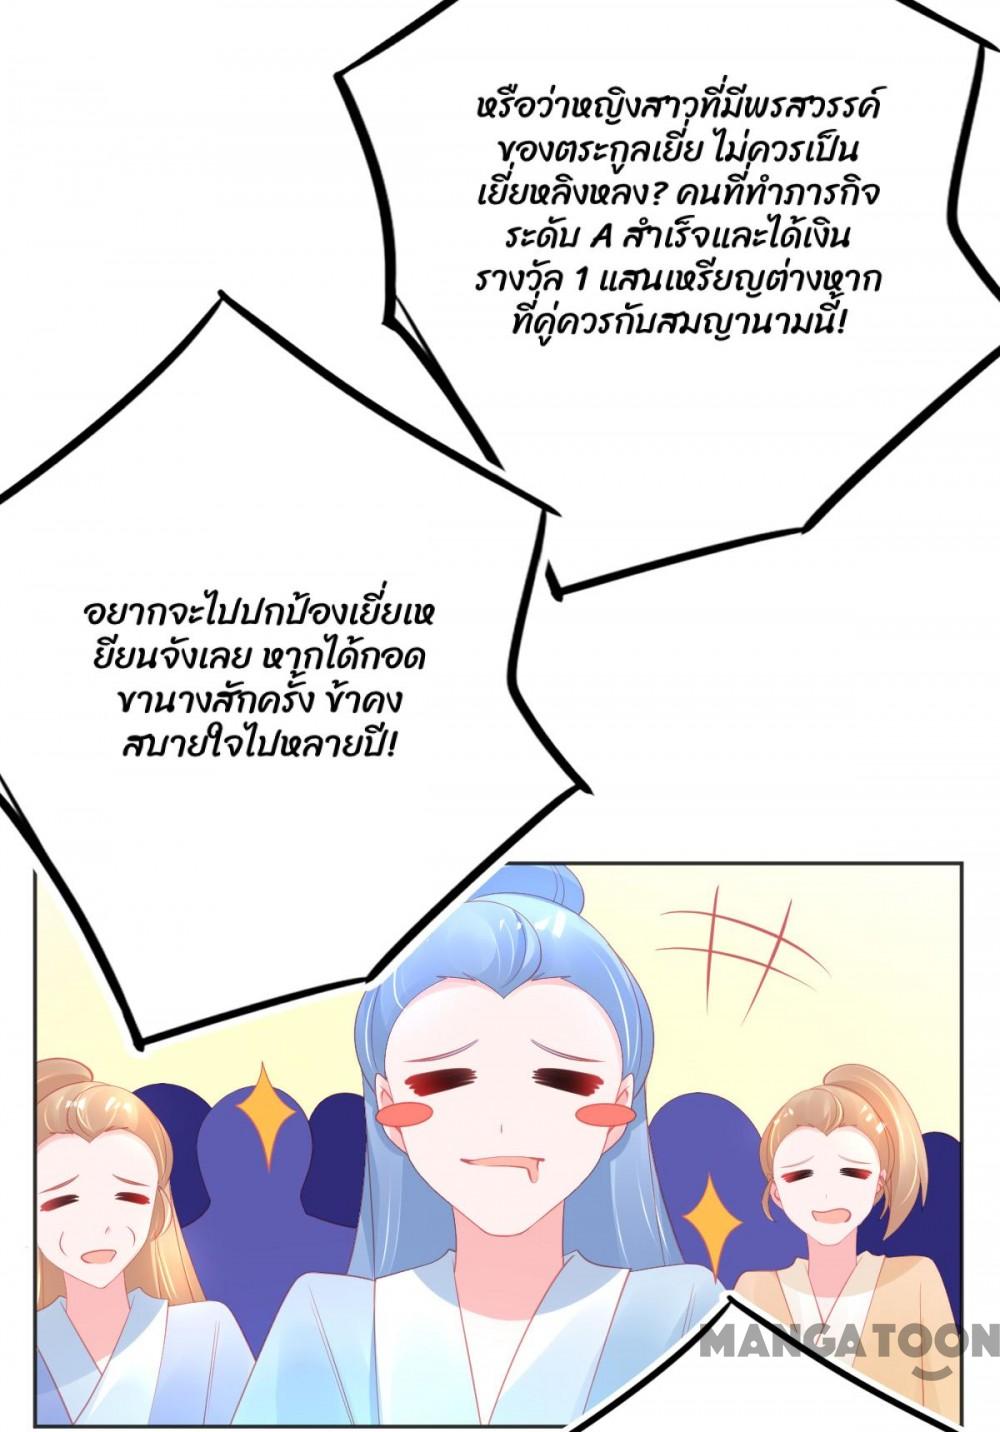 หรือว่าหญิงสาวที่มีพรสวรรค์
ของตระกูลเยี่ย ไม่ควรเป็น
เยี่ยหลิงหลง? คนที่ทำภารกิจ
ระดับ A สำเร็จและได้เงิน
รางวัล 1 แสนเหรียญต่างหาก
ที่คู่ควรกับสมญานามนี้!
อยากจะไปปกป้องเยี่ยเห
ยียนจังเลย หากได้กอด
ขานางสักครั้ง ข้าคง
สบายใจไปหลายปี!
MANGATOON